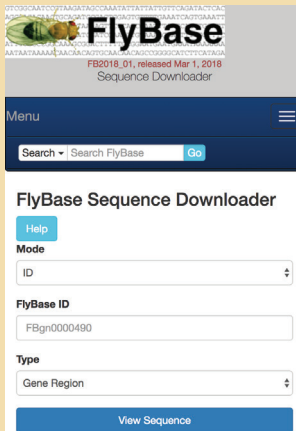 FlyBase
FB2018_01, released Mar 1, 2018
Sequence Downloader
Menu
Search Search FlyBase Go
FlyBase Sequence Downloader
Help
Mode
ID
FlyBase ID
FBgn0000490
Type
Gene Region
View Sequence